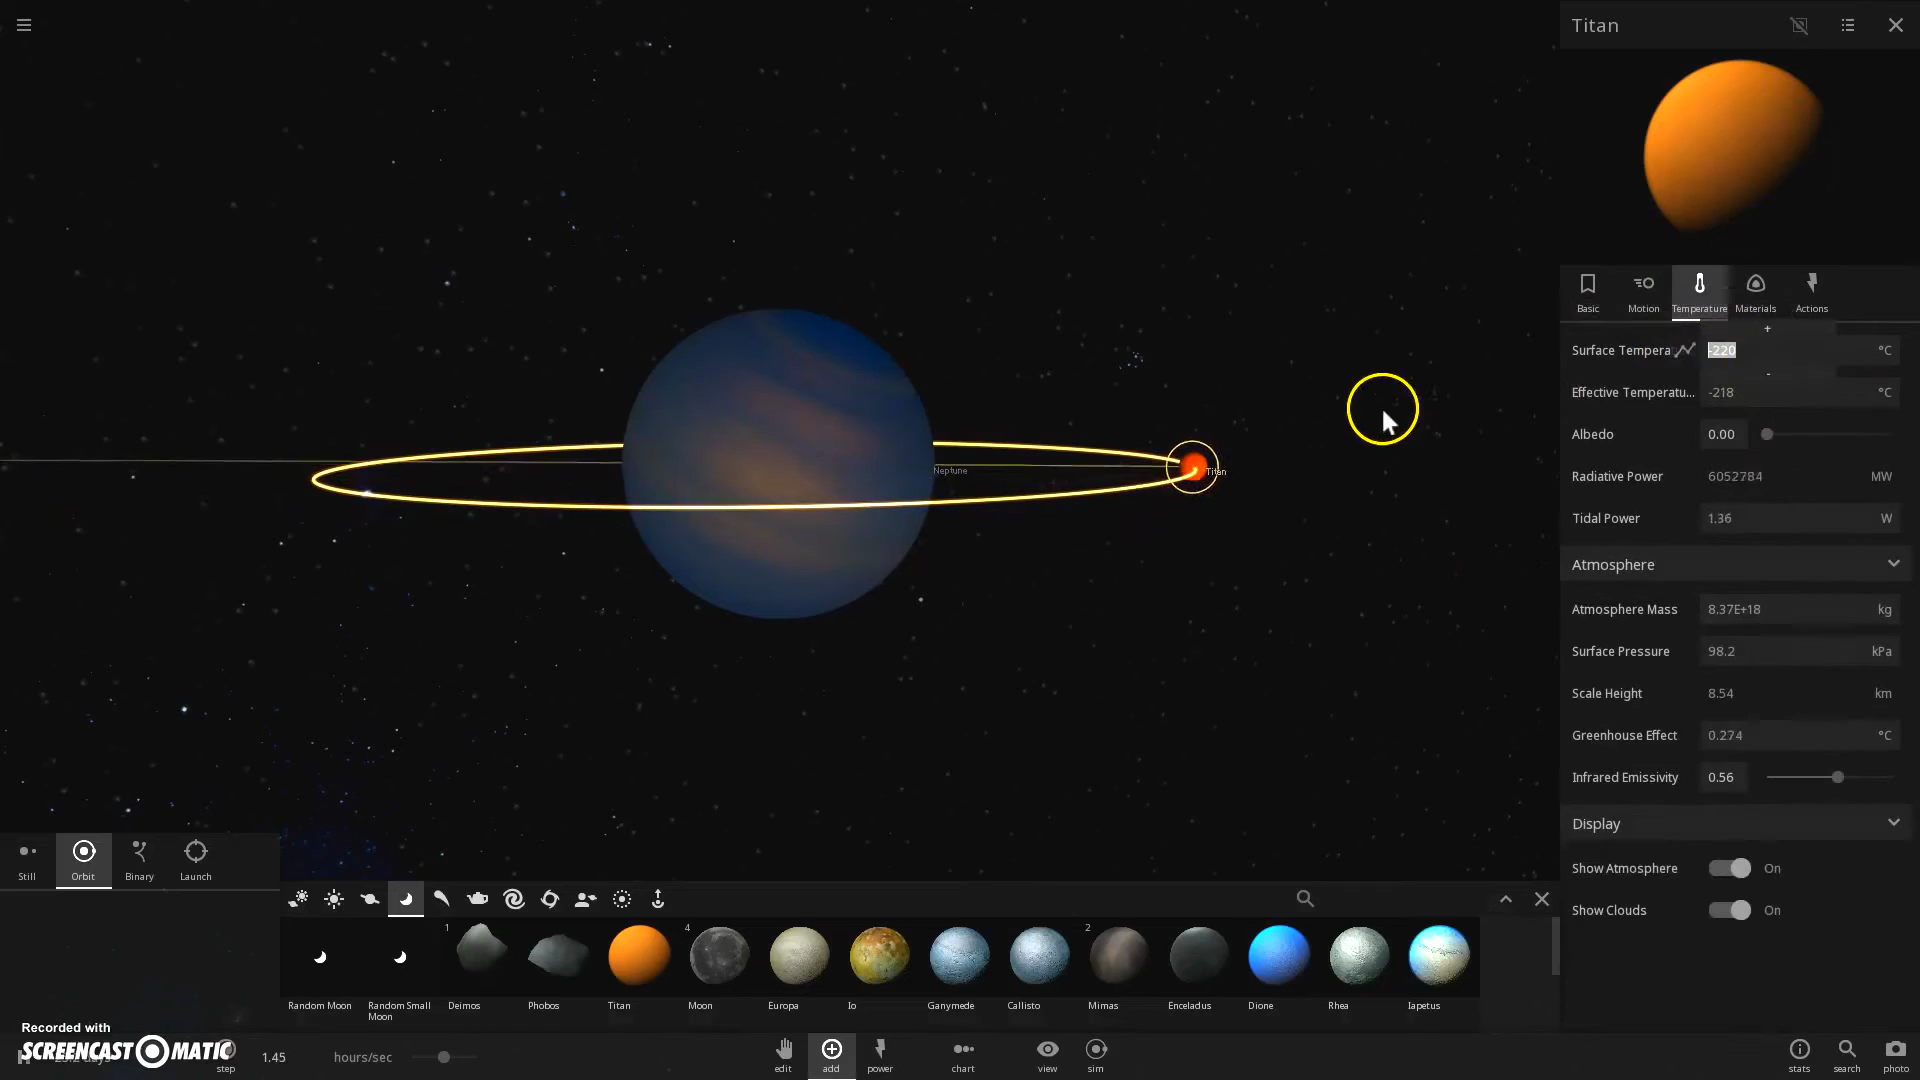 Titan
Basic
Motion
Temperature
Materials
Actions
+
Surface Tempera
-220
°C
-
Effective Temperatu...
-218
°C
Albedo
0.00
Radiative Power
6052784
MW
Tidal Power
1.36
W
Atmosphere
Atmosphere Mass
8.37E+18
kg
Surface Pressure
98.2
kPa
Scale Height
8.54
km
Greenhouse Effect
0.274
°C
Infrared Emissivity
0.56
Display
Show Atmosphere
On
Show Clouds
On
Neptune
Titan
Still
Orbit
Binary
Launch
1
4
2
Random Moon
Random Small
Moon
Deimos
Phobos
Titan
Moon
Europa
Io
Ganymede
Callisto
Mimas
Enceladus
Dione
Rhea
Iapetus
Recorded with
SCREENCAST MATIC
step
1.45
hours/sec
edit
add
power
chart
view
sim
stats
search
photo